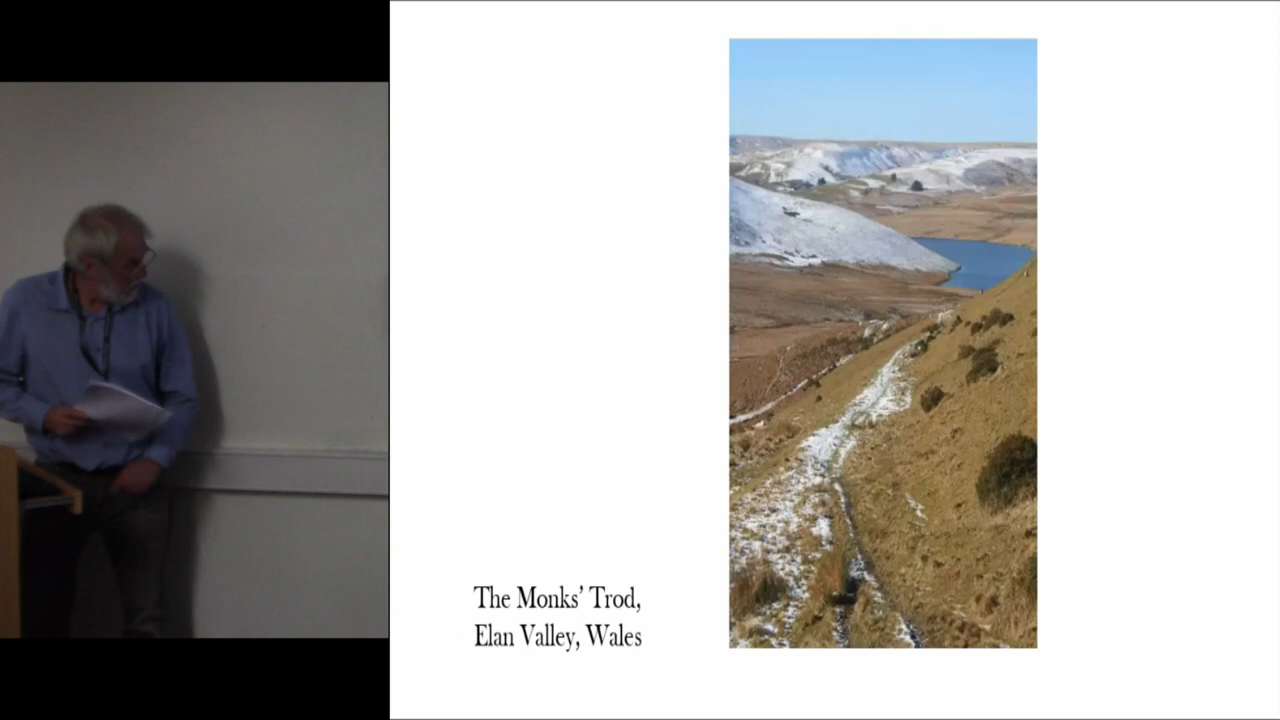 The Monks’ Trod,
Elan Valley, Wales